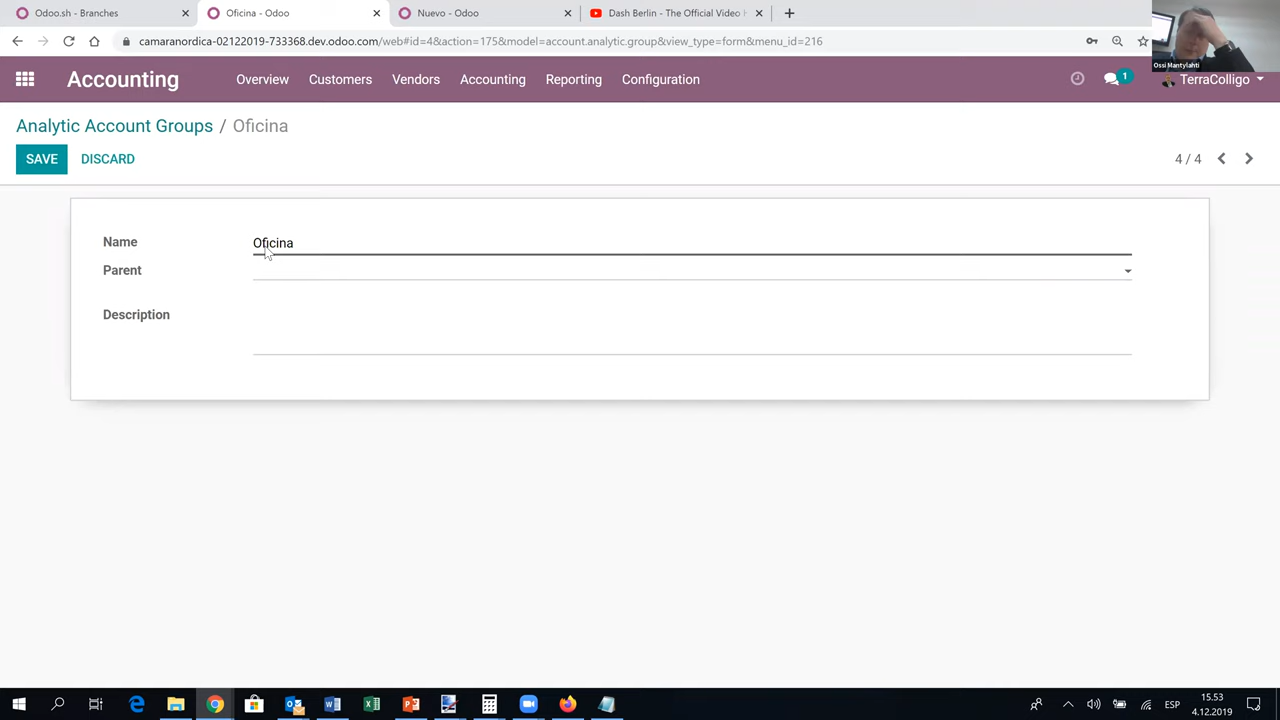 Odoo.sh - Branches
Oficina - Odoo
Nuevo - Odoo
Dash Berlin - The Official Video
camaranordica-02122019-733368.dev.odoo.com/web#id=4&action=175&model=account.analytic.group&view_type=form&menu_id=216
Ossi Mantylahti
Accounting
Overview
Customers
Vendors
Accounting
Reporting
Configuration
1
TerraColligo
Analytic Account Groups / Oficina
SAVE
DISCARD
4 / 4
Name
Oficina
Parent
Description
ESP
15.53
4.12.2019